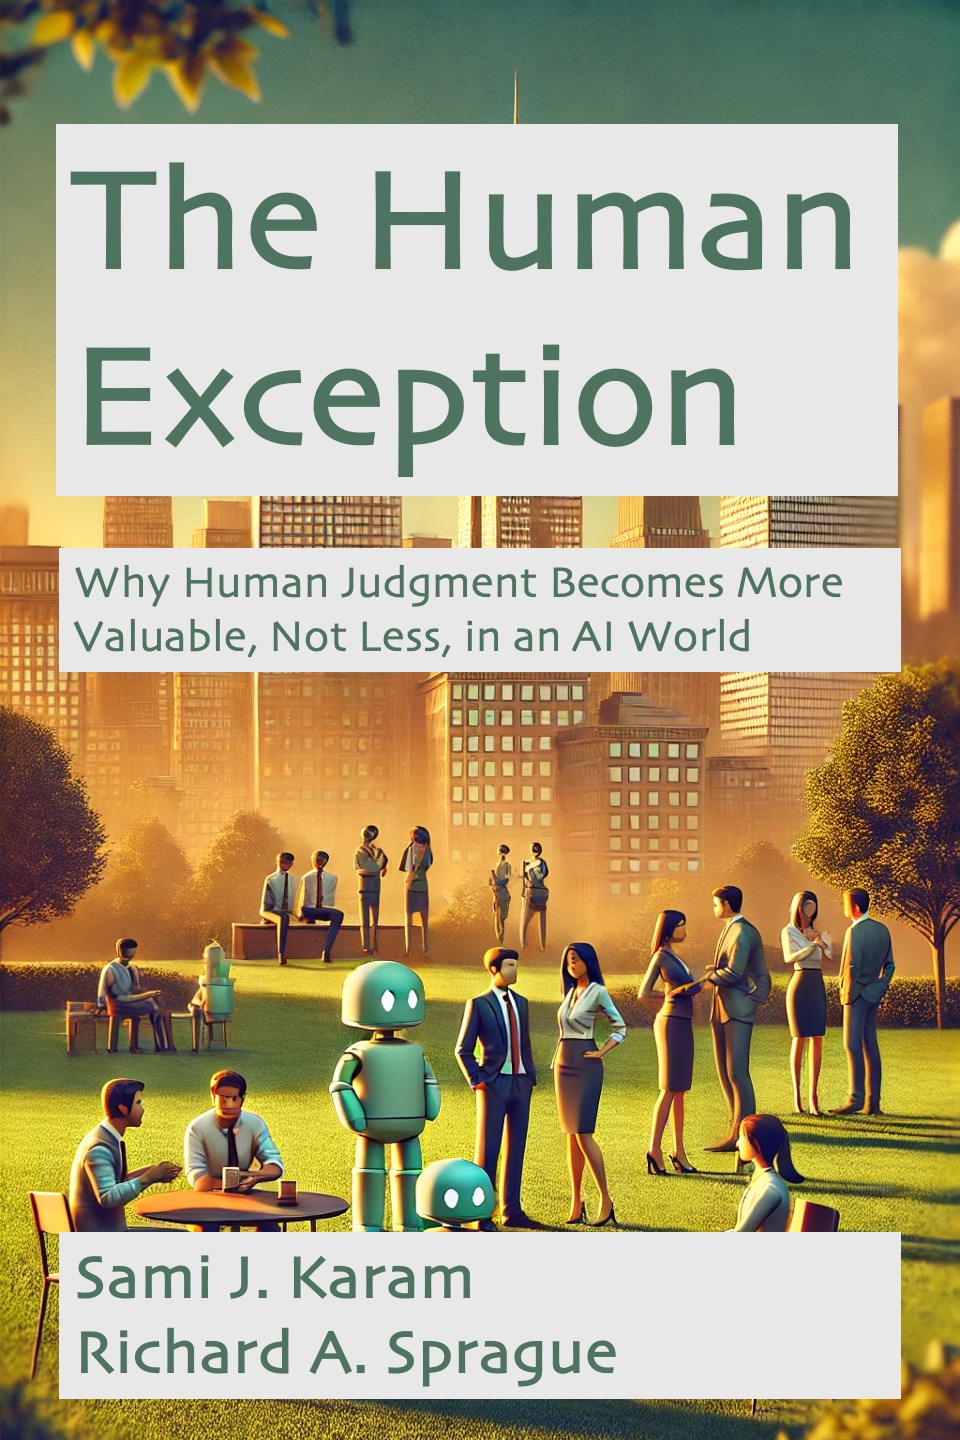 The Human
Exception
Why Human Judgment Becomes More
Valuable, Not Less, in an AI World
Sami J. Karam
Richard A. Sprague